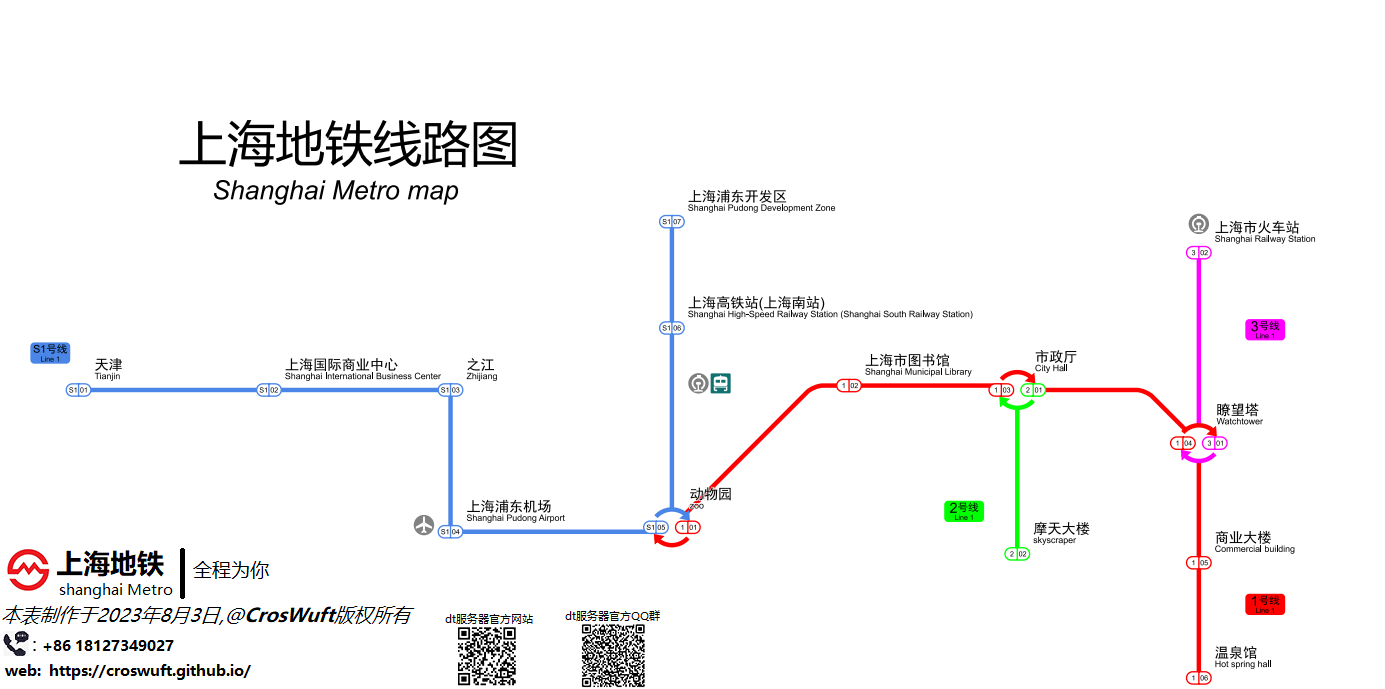 上海地铁线路图
Shanghai Metro map
上海浦东开发区
Shanghai Pudong Development Zone
S1 07
上海市火车站
Shanghai Railway Station
3 02
上海高铁站(上海南站)
Shanghai High-Speed Railway Station (Shanghai South Railway Station)
S1 06
3号线
Line 1
S1号线
Line 1
天津
Tianjin
S1 01
上海国际商业中心
Shanghai International Business Center
S1 02
之江
Zhijiang
S1 03
上海市图书馆
Shanghai Municipal Library
1 02
市政厅
City Hall
1 03
2 01
瞭望塔
Watchtower
1 04
3 01
上海浦东机场
Shanghai Pudong Airport
S1 04
动物园
zoo
S1 05
1 01
2号线
Line 1
摩天大楼
skyscraper
2 02
商业大楼
Commercial building
1 05
1号线
Line 1
温泉馆
Hot spring hall
1 06
上海地铁
shanghai Metro
全程为你
本表制作于2023年8月3日,@CrosWuft版权所有
: +86 18127349027
web: https://croswuft.github.io/
dt服务器官方网站
dt服务器官方QQ群